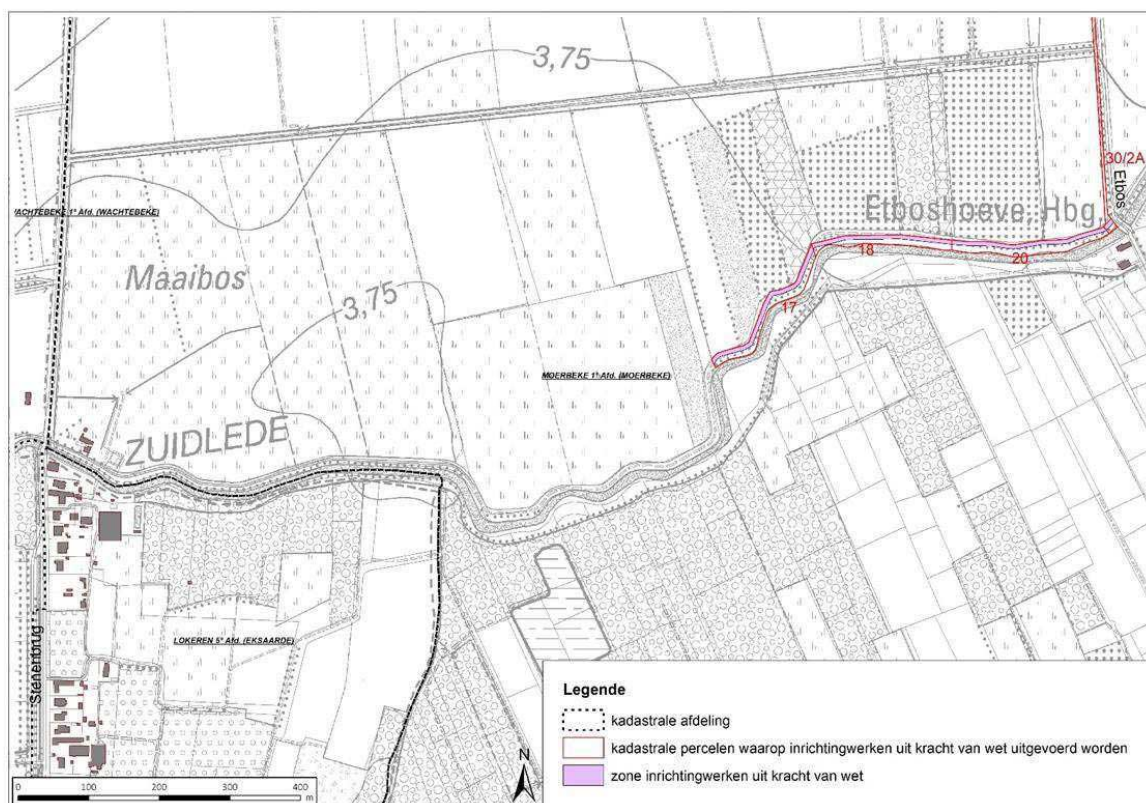 3,75
30/2A
Etbos
'ACHTEBEKE 1° Afd. (WACHTEBEKE)
Etboshoeve, Hbg.
18
20
Maaibos
3,75
17
MOERBEKE 1° Afd. (MOERBEKE)
ZUIDLEDE
LOKEREN 5° Afd. (EKSAARDE)
Stenenbrug
Legende
kadastrale afdeling
kadastrale percelen waarop inrichtingwerken uit kracht van wet uitgevoerd worden
zone inrichtingwerken uit kracht van wet
N
0 100 200 300 400
m